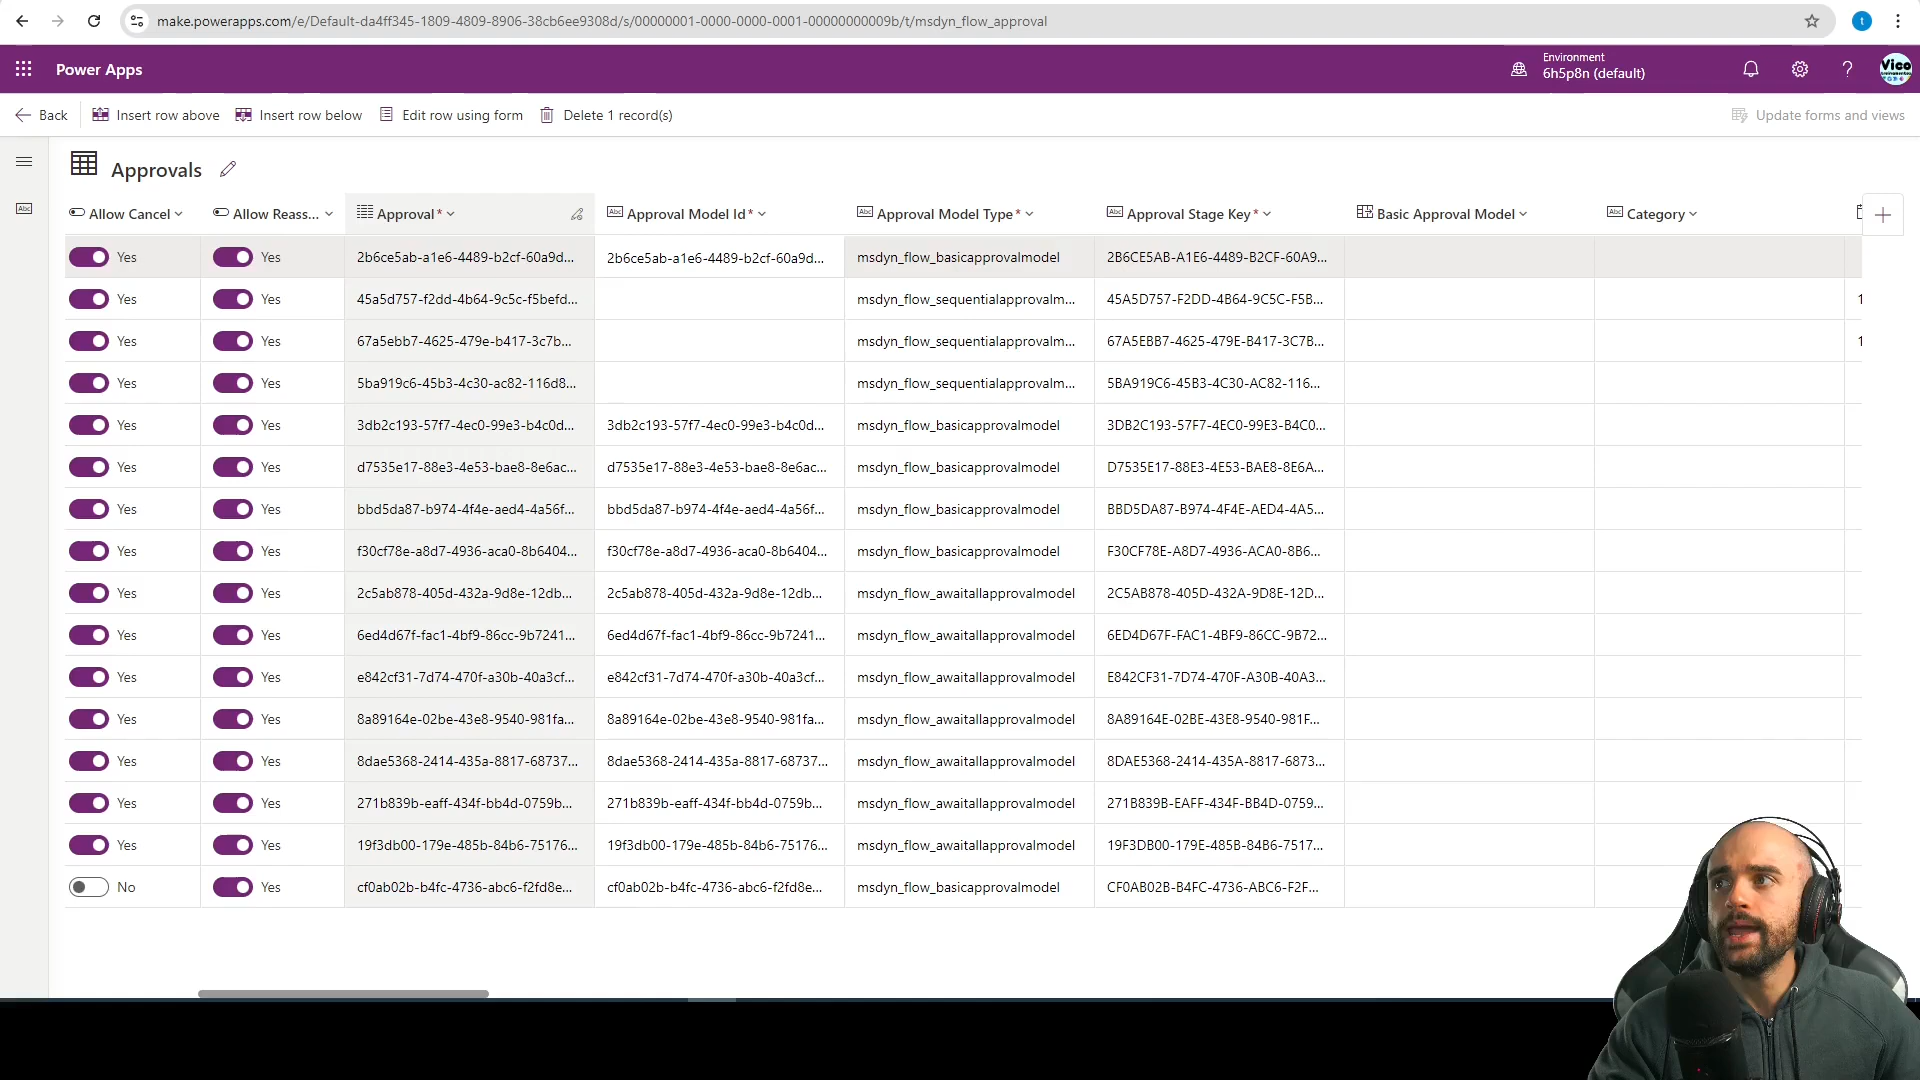 make.powerapps.com/e/Default-da4ff345-1809-4809-8906-38cb6ee9308d/s/00000001-0000-0000-0001-00000000009b/t/msdyn_flow_approval
t
Power Apps
Environment
6h5p8n (default)
Vico
Back
Insert row above
Insert row below
Edit row using form
Delete 1 record(s)
Update forms and views
Approvals
Abc
Allow Cancel
Allow Reass...
Approval*
Abc Approval Model Id*
Abc Approval Model Type*
Abc Approval Stage Key*
Basic Approval Model
Abc Category
Yes Yes 2b6ce5ab-a1e6-4489-b2cf-60a9d... 2b6ce5ab-a1e6-4489-b2cf-60a9d... msdyn_flow_basicapprovalmodel 2B6CE5AB-A1E6-4489-B2CF-60A9...
Yes Yes 45a5d757-f2dd-4b64-9c5c-f5befd... msdyn_flow_sequentialapprovalm... 45A5D757-F2DD-4B64-9C5C-F5B... 1
Yes Yes 67a5ebb7-4625-479e-b417-3c7b... msdyn_flow_sequentialapprovalm... 67A5EBB7-4625-479E-B417-3C7B... 1
Yes Yes 5ba919c6-45b3-4c30-ac82-116d8... msdyn_flow_sequentialapprovalm... 5BA919C6-45B3-4C30-AC82-116...
Yes Yes 3db2c193-57f7-4ec0-99e3-b4c0d... 3db2c193-57f7-4ec0-99e3-b4c0d... msdyn_flow_basicapprovalmodel 3DB2C193-57F7-4EC0-99E3-B4C0...
Yes Yes d7535e17-88e3-4e53-bae8-8e6ac... d7535e17-88e3-4e53-bae8-8e6ac... msdyn_flow_basicapprovalmodel D7535E17-88E3-4E53-BAE8-8E6A...
Yes Yes bbd5da87-b974-4f4e-aed4-4a56f... bbd5da87-b974-4f4e-aed4-4a56f... msdyn_flow_basicapprovalmodel BBD5DA87-B974-4F4E-AED4-4A5...
Yes Yes f30cf78e-a8d7-4936-aca0-8b6404... f30cf78e-a8d7-4936-aca0-8b6404... msdyn_flow_basicapprovalmodel F30CF78E-A8D7-4936-ACA0-8B6...
Yes Yes 2c5ab878-405d-432a-9d8e-12db... 2c5ab878-405d-432a-9d8e-12db... msdyn_flow_awaitallapprovalmodel 2C5AB878-405D-432A-9D8E-12D...
Yes Yes 6ed4d67f-fac1-4bf9-86cc-9b7241... 6ed4d67f-fac1-4bf9-86cc-9b7241... msdyn_flow_awaitallapprovalmodel 6ED4D67F-FAC1-4BF9-86CC-9B72...
Yes Yes e842cf31-7d74-470f-a30b-40a3cf... e842cf31-7d74-470f-a30b-40a3cf... msdyn_flow_awaitallapprovalmodel E842CF31-7D74-470F-A30B-40A3...
Yes Yes 8a89164e-02be-43e8-9540-981fa... 8a89164e-02be-43e8-9540-981fa... msdyn_flow_awaitallapprovalmodel 8A89164E-02BE-43E8-9540-981F...
Yes Yes 8dae5368-2414-435a-8817-68737... 8dae5368-2414-435a-8817-68737... msdyn_flow_awaitallapprovalmodel 8DAE5368-2414-435A-8817-6873...
Yes Yes 271b839b-eaff-434f-bb4d-0759b... 271b839b-eaff-434f-bb4d-0759b... msdyn_flow_awaitallapprovalmodel 271B839B-EAFF-434F-BB4D-0759...
Yes Yes 19f3db00-179e-485b-84b6-75176... 19f3db00-179e-485b-84b6-75176... msdyn_flow_awaitallapprovalmodel 19F3DB00-179E-485B-84B6-7517...
No Yes cf0ab02b-b4fc-4736-abc6-f2fd8e... cf0ab02b-b4fc-4736-abc6-f2fd8e... msdyn_flow_basicapprovalmodel CF0AB02B-B4FC-4736-ABC6-F2F...